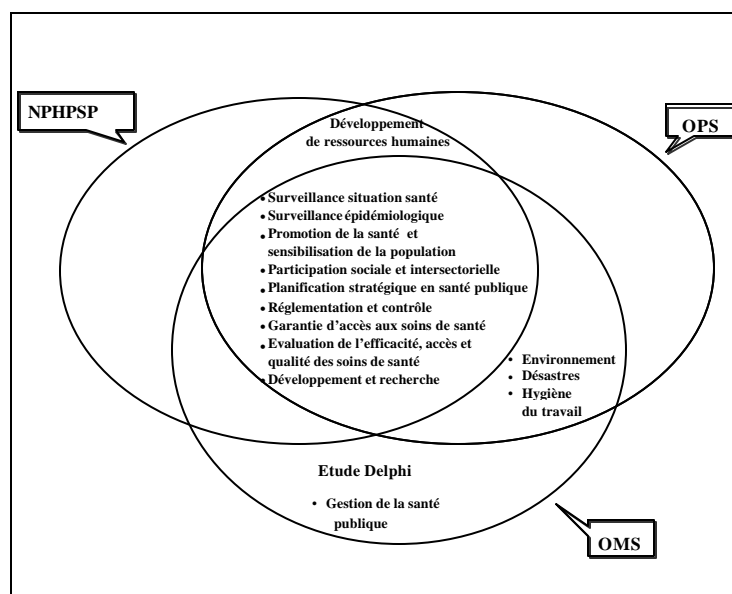 NPHPSP
OPS
Développement
de ressources humaines
• Surveillance situation santé
• Surveillance épidémiologique
• Promotion de la santé et
sensibilisation de la population
• Participation sociale et intersectorielle
• Planification stratégique en santé publique
• Réglementation et contrôle
• Garantie d'accès aux soins de santé
• Evaluation de l'efficacité, accès et
qualité des soins de santé
• Développement et recherche
• Environnement
• Désastres
• Hygiène
du travail
Etude Delphi
• Gestion de la santé
publique
OMS